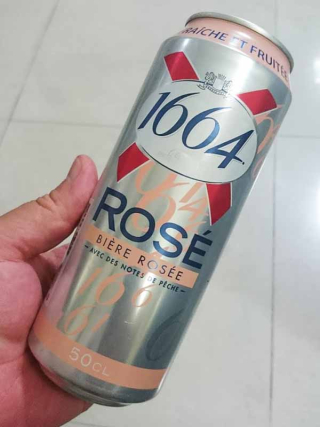 FRAÎCHE ET FRUITÉE
1664
ROSÉ
BIÈRE ROSÉE
AVEC DES NOTES DE PÊCHE
50CL